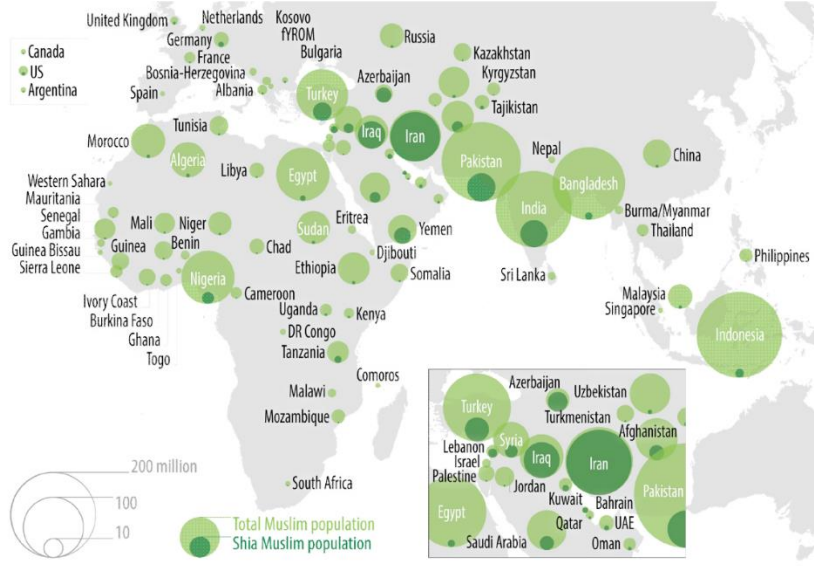 Canada
US
Argentina
United Kingdom
Netherlands
Germany
France
Bosnia-Herzegovina
Spain
Albania
Kosovo
fYROM
Bulgaria
Russia
Kazakhstan
Kyrgyzstan
Azerbaijan
Tajikistan
Turkey
Iraq
Iran
Tunisia
Morocco
Algeria
Libya
Egypt
Pakistan
Nepal
China
Bangladesh
India
Burma/Myanmar
Thailand
Western Sahara
Mauritania
Senegal
Gambia
Guinea Bissau
Sierra Leone
Mali
Niger
Guinea
Benin
Sudan
Eritrea
Yemen
Chad
Djibouti
Nigeria
Ethiopia
Somalia
Sri Lanka
Philippines
Malaysia
Singapore
Indonesia
Ivory Coast
Burkina Faso
Ghana
Togo
Cameroon
Uganda
Kenya
DR Congo
Tanzania
Comoros
Malawi
Mozambique
South Africa
200 million
100
10
Total Muslim population
Shia Muslim population
Azerbaijan
Uzbekistan
Turkey
Turkmenistan
Syria
Afghanistan
Lebanon
Israel
Palestine
Iraq
Iran
Jordan
Kuwait
Bahrain
Pakistan
Egypt
Qatar
UAE
Saudi Arabia
Oman